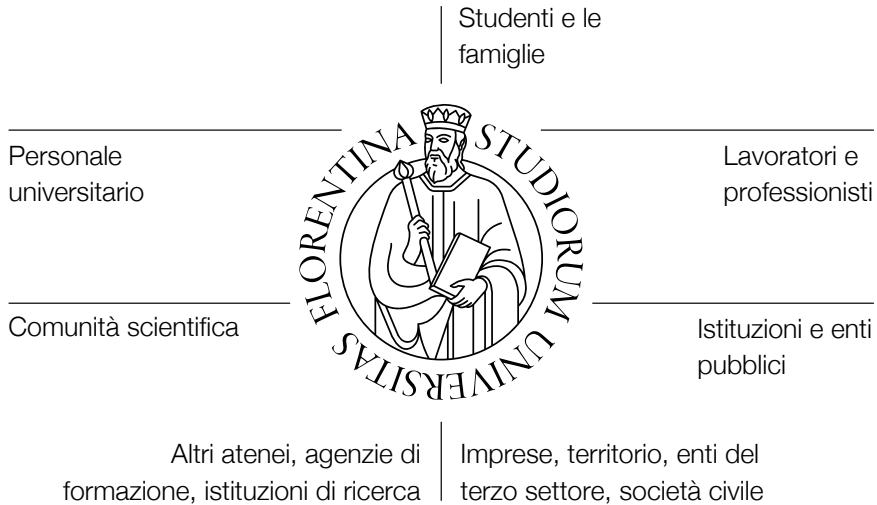 Studenti e le
famiglie
Personale
universitario
Lavoratori e
professionisti
FLORENTINA STUDIORUM UNIVERSITAS
Comunità scientifica
Istituzioni e enti
pubblici
Altri atenei, agenzie di
formazione, istituzioni di ricerca
Imprese, territorio, enti del
terzo settore, società civile